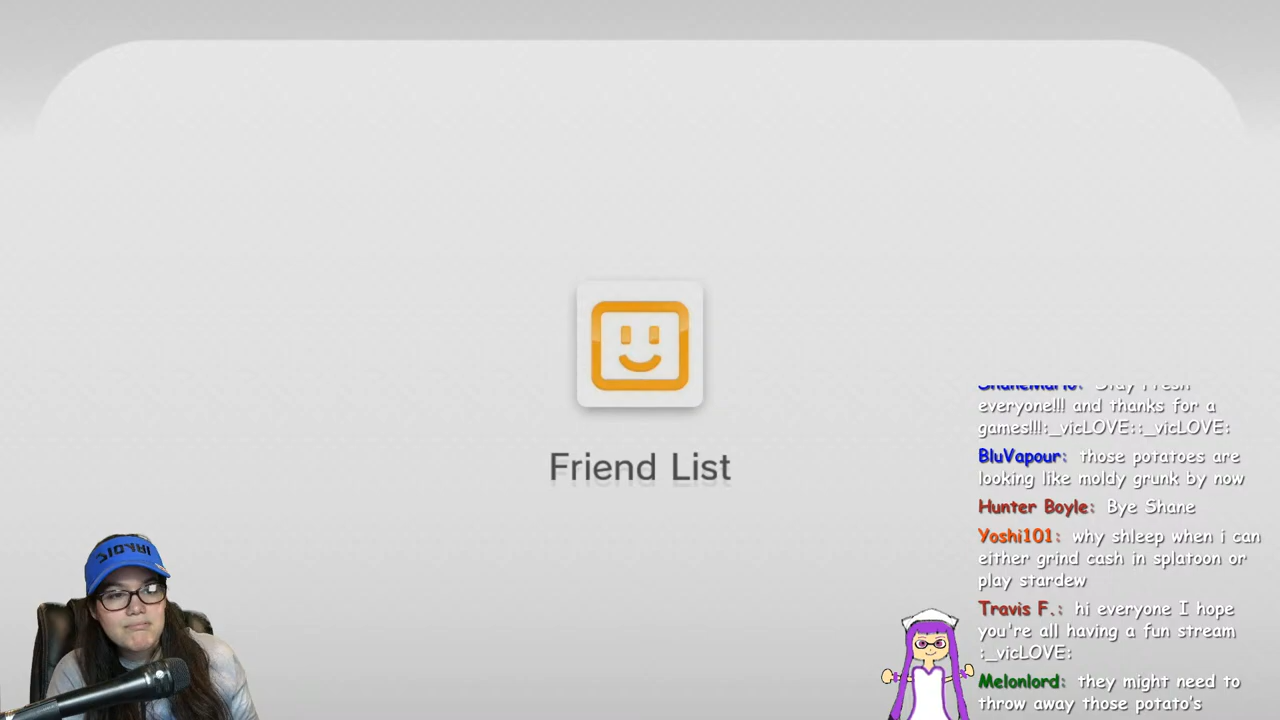 Friend List
everyone!!! and thanks for a
games!!!:_vicLOVE::_vicLOVE:
BluVapour: those potatoes are
looking like moldy grunk by now
Hunter Boyle: Bye Shane
Yoshi101: why shleep when i can
either grind cash in splatoon or
play stardew
Travis F.: hi everyone I hope
you're all having a fun stream
:_vicLOVE:
Melonlord: they might need to
throw away those potato's